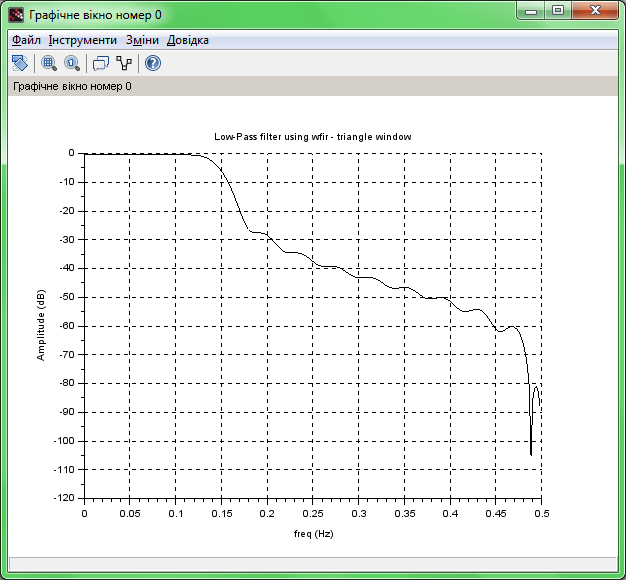 Графічне вікно номер 0
Файл Інструменти Зміни Довідка
Графічне вікно номер 0
Low-Pass filter using wfir - triangle window
0
-10
-20
-30
-40
-50
-60
-70
-80
-90
-100
-110
-120
Amplitude (dB)
0 0.05 0.1 0.15 0.2 0.25 0.3 0.35 0.4 0.45 0.5
freq (Hz)